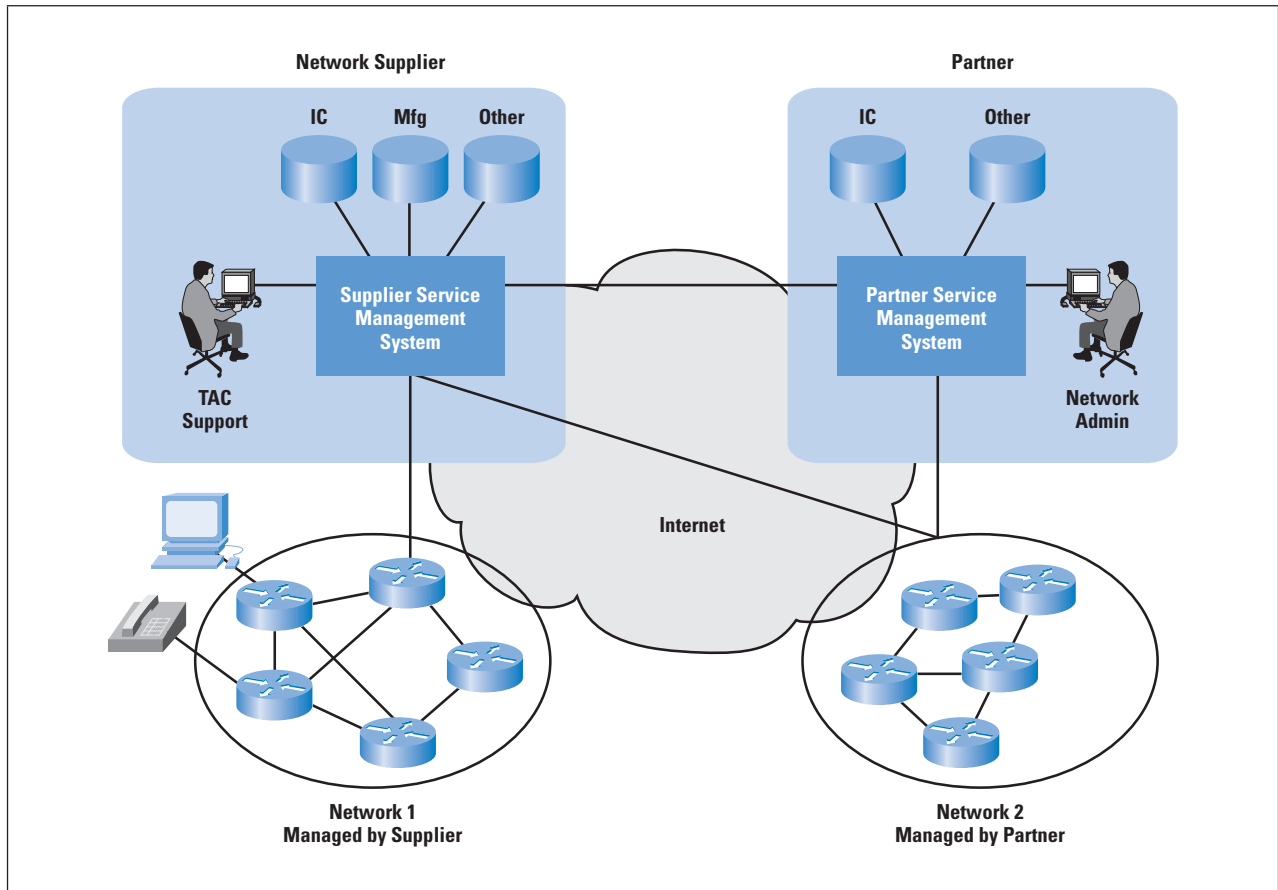 Network Supplier
Partner
IC
Mfg
Other
IC
Other
Supplier Service
Management
System
Partner Service
Management
System
TAC
Support
Network
Admin
Internet
Network 1
Managed by Supplier
Network 2
Managed by Partner